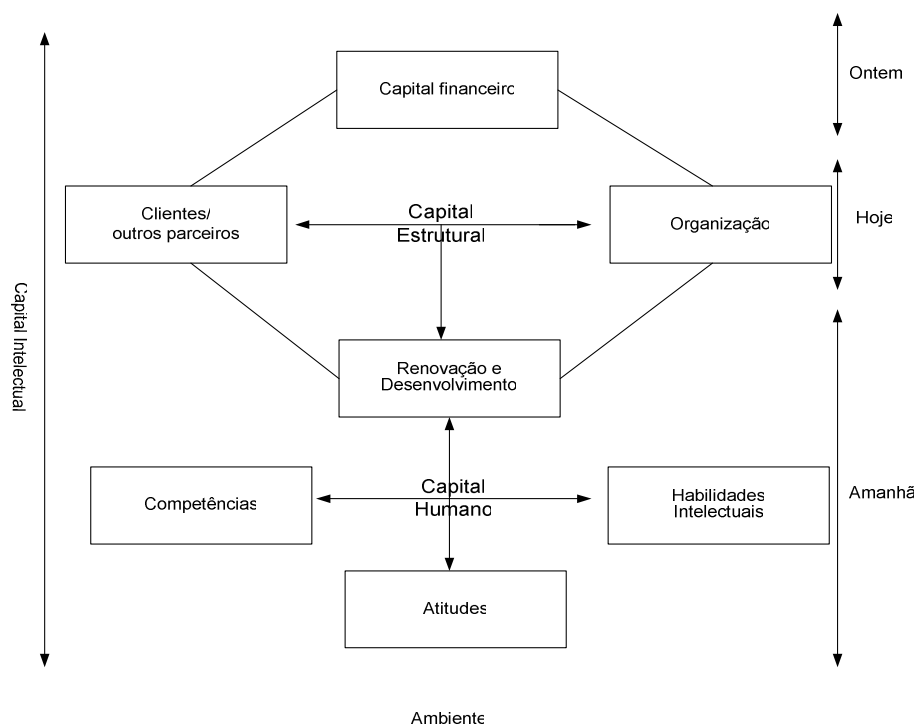 Ontem
Capital financeiro
Clientes/
outros parceiros
Capital
Estrutural
Organização
Hoje
Capital Intelectual
Renovação e
Desenvolvimento
Competências
Capital
Humano
Habilidades
Intelectuais
Amanhã
Atitudes
Ambiente